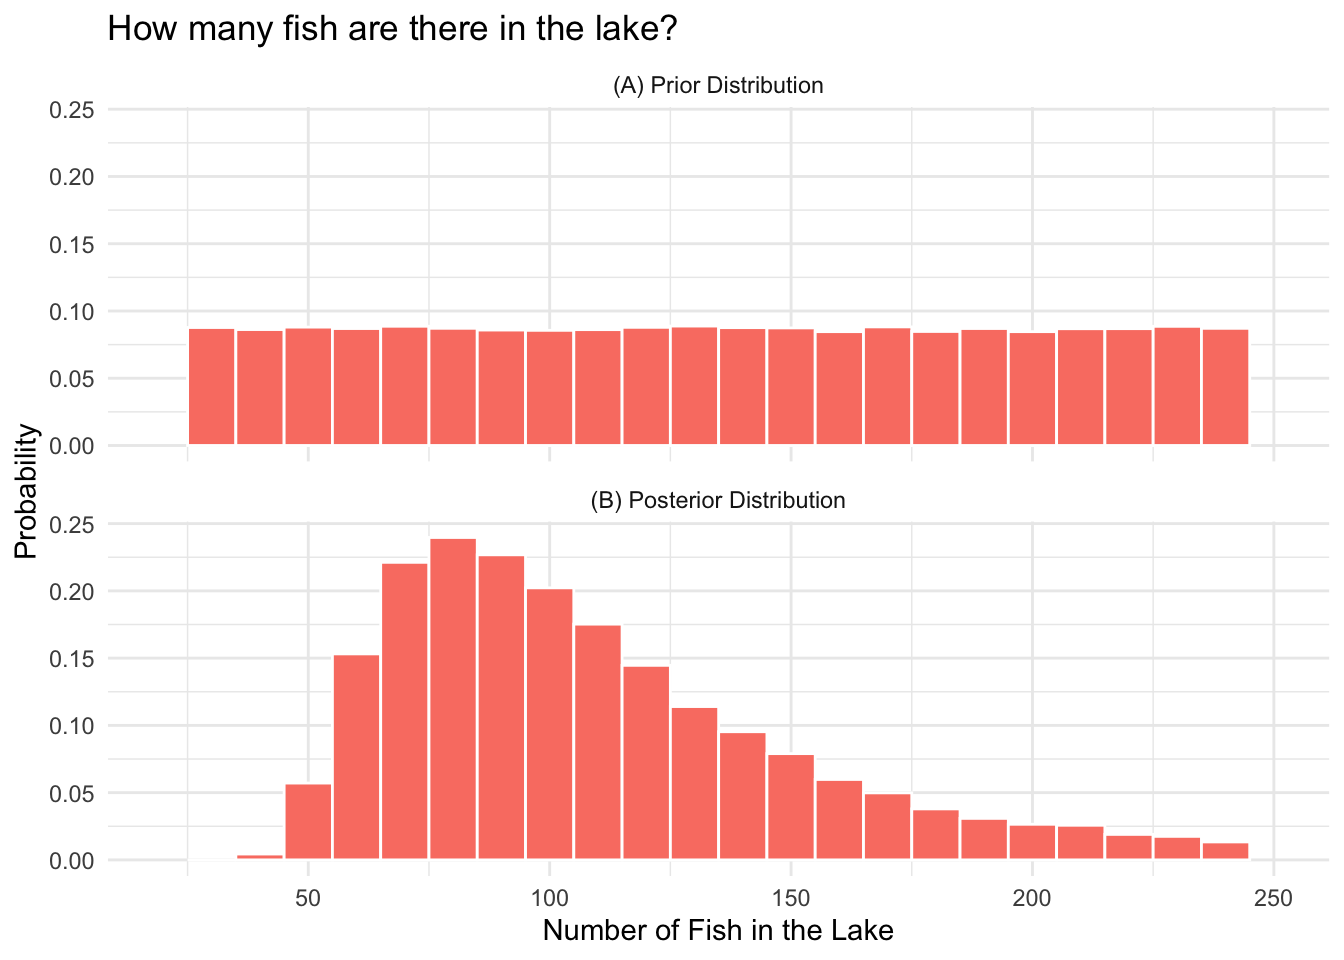 How many fish are there in the lake?
(A) Prior Distribution
0.25
0.20
0.15
0.10
0.05
0.00
Probability
(B) Posterior Distribution
0.25
0.20
0.15
0.10
0.05
0.00
50 100 150 200 250
Number of Fish in the Lake